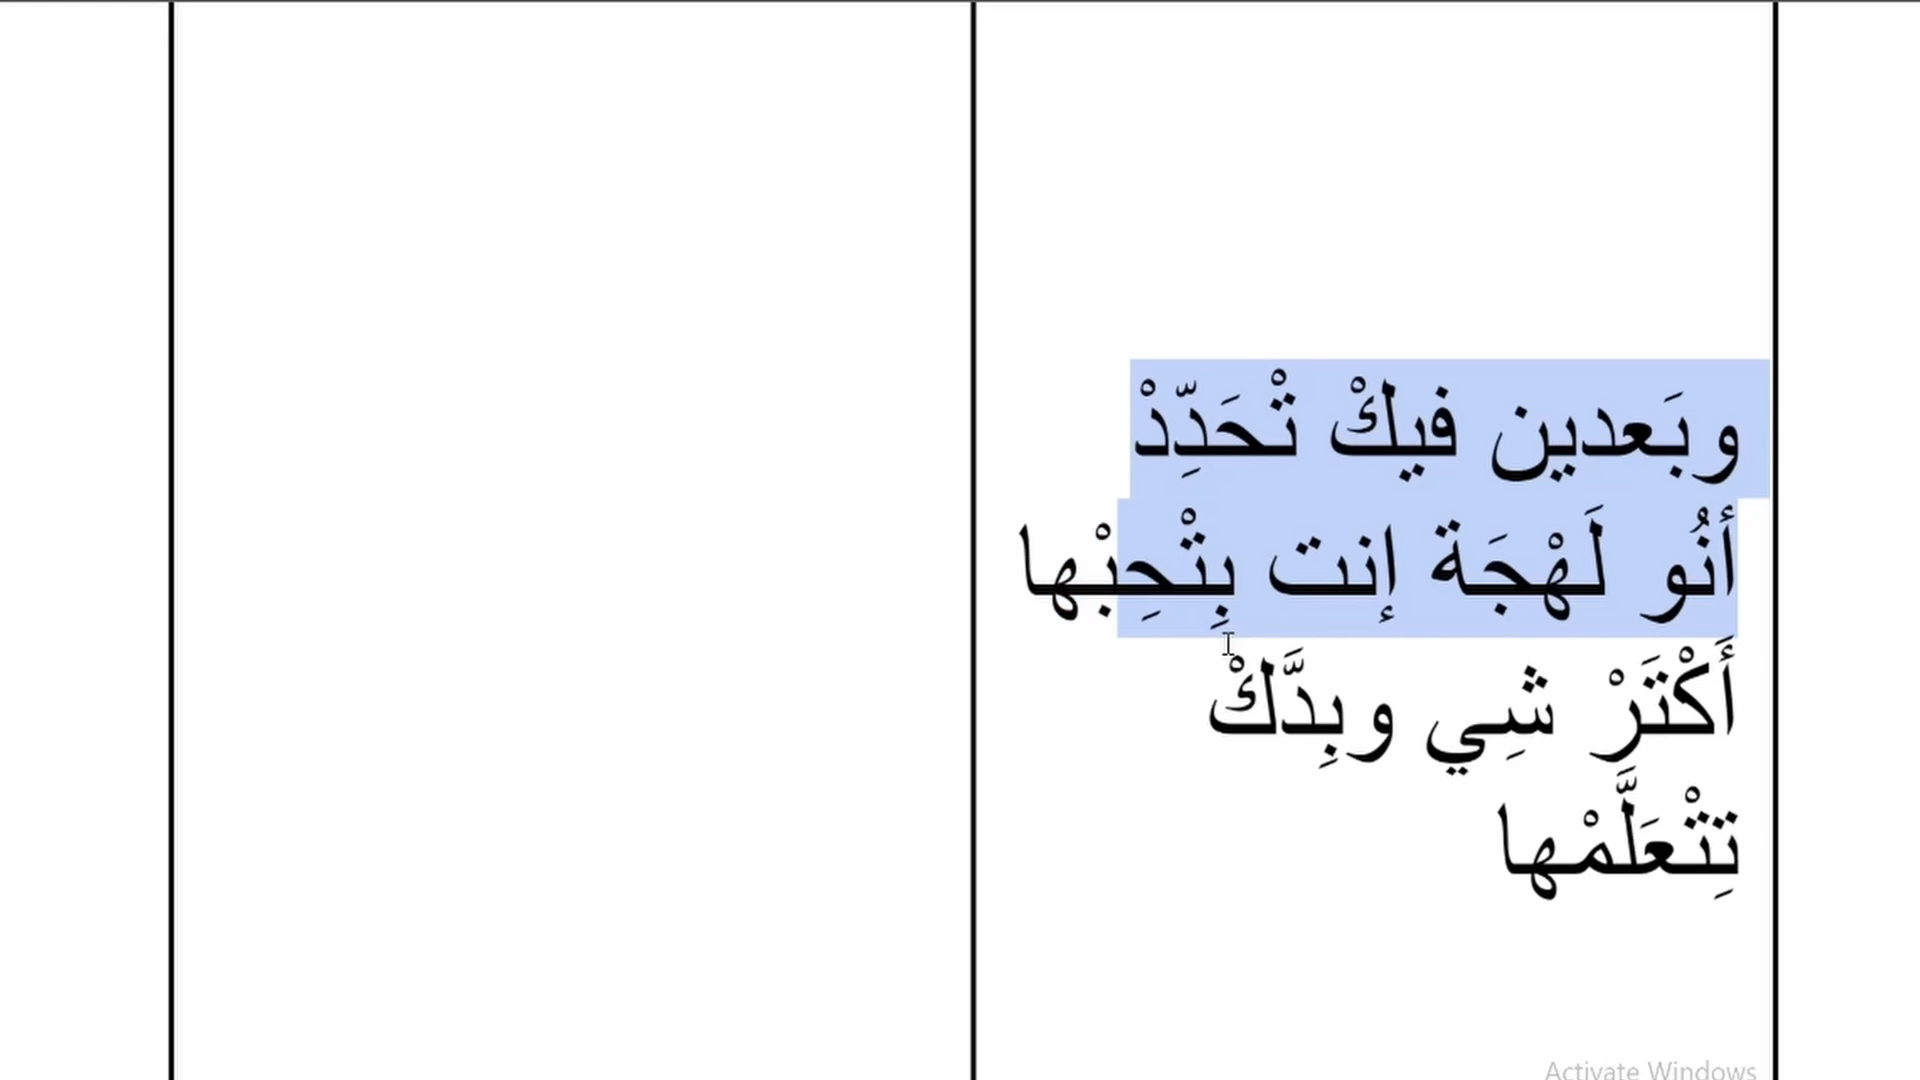 وبَعدين فيكْ تْحَدِّدْ
أنُو لَهْجَة إنت بِتْحِبْها
أَكْتَرْ شِي وبِدَّكْ
تِتْعَلَّمْها
Activate Windows